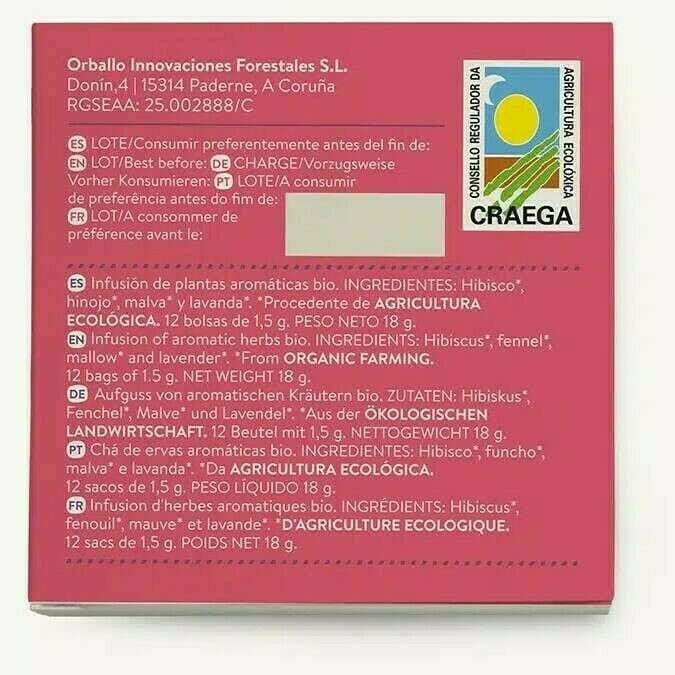 Orballo Innovaciones Forestales S.L.
Donín,4 | 15314 Paderne, A Coruña
RGSEAA: 25.002888/C
ES LOTE/Consumir preferentemente antes del fin de:
EN LOT/Best before: DE CHARGE/Vorzugsweise
Vorher Konsumieren: PT LOTE/A consumir
de preferência antes do fim de:
FR LOT/A consommer de
préférence avant le:
CONSELLO REGULADOR DA
AGRICULTURA ECOLÓXICA
CRAEGA
ES Infusión de plantas aromáticas bio. INGREDIENTES: Hibisco*,
hinojo*, malva* y lavanda*. *Procedente de AGRICULTURA
ECOLÓGICA. 12 bolsas de 1,5 g. PESO NETO 18 g.
EN Infusion of aromatic herbs bio. INGREDIENTS: Hibiscus*, fennel*,
mallow* and lavender*. *From ORGANIC FARMING.
12 bags of 1.5 g. NET WEIGHT 18 g.
DE Aufguss von aromatischen Kräutern bio. ZUTATEN: Hibiskus*,
Fenchel*, Malve* und Lavendel*. *Aus der ÖKOLOGISCHEN
LANDWIRTSCHAFT. 12 Beutel mit 1,5 g. NETTOGEWICHT 18 g.
PT Chá de ervas aromáticas bio. INGREDIENTES: Hibisco*, funcho*,
malva* e lavanda*. *Da AGRICULTURA ECOLÓGICA.
12 sacos de 1,5 g. PESO LÍQUIDO 18 g.
FR Infusion d'herbes aromatiques bio. INGRÉDIENTS: Hibiscus*,
fenouil*, mauve* et lavande*. *D'AGRICULTURE ECOLOGIQUE.
12 sacs de 1,5 g. POIDS NET 18 g.